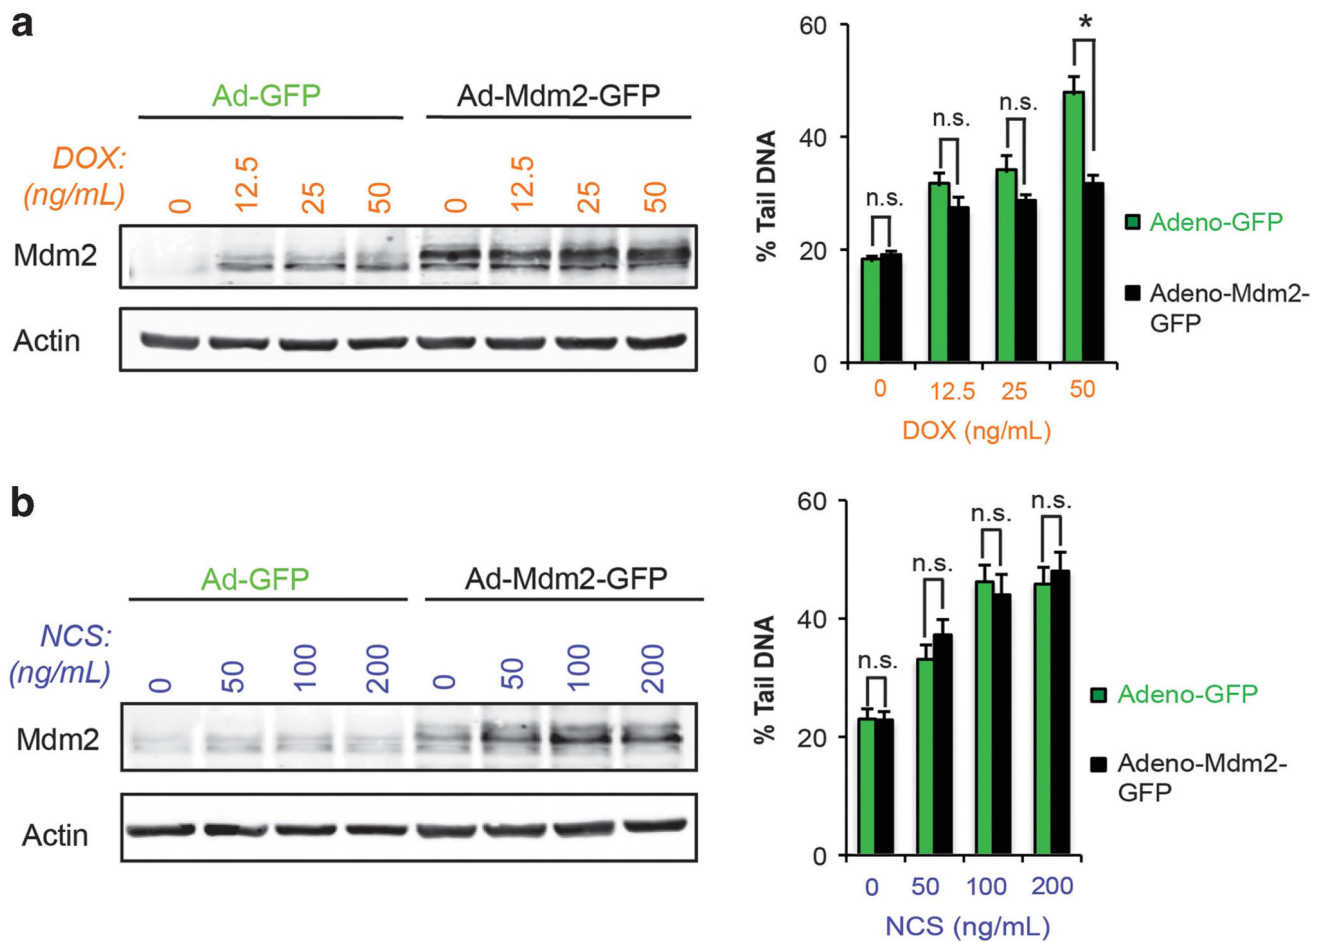 a
Ad-GFP
Ad-Mdm2-GFP
DOX:
(ng/mL)
0 12.5 25 50 0 12.5 25 50
Mdm2
Actin
60
40
20
0
% Tail DNA
n.s.
n.s.
n.s.
*
0 12.5 25 50
DOX (ng/mL)
Adeno-GFP
Adeno-Mdm2-
GFP
b
Ad-GFP
Ad-Mdm2-GFP
NCS:
(ng/mL)
0 50 100 200 0 50 100 200
Mdm2
Actin
60
40
20
0
% Tail DNA
n.s.
n.s.
n.s.
n.s.
0 50 100 200
NCS (ng/mL)
Adeno-GFP
Adeno-Mdm2-
GFP